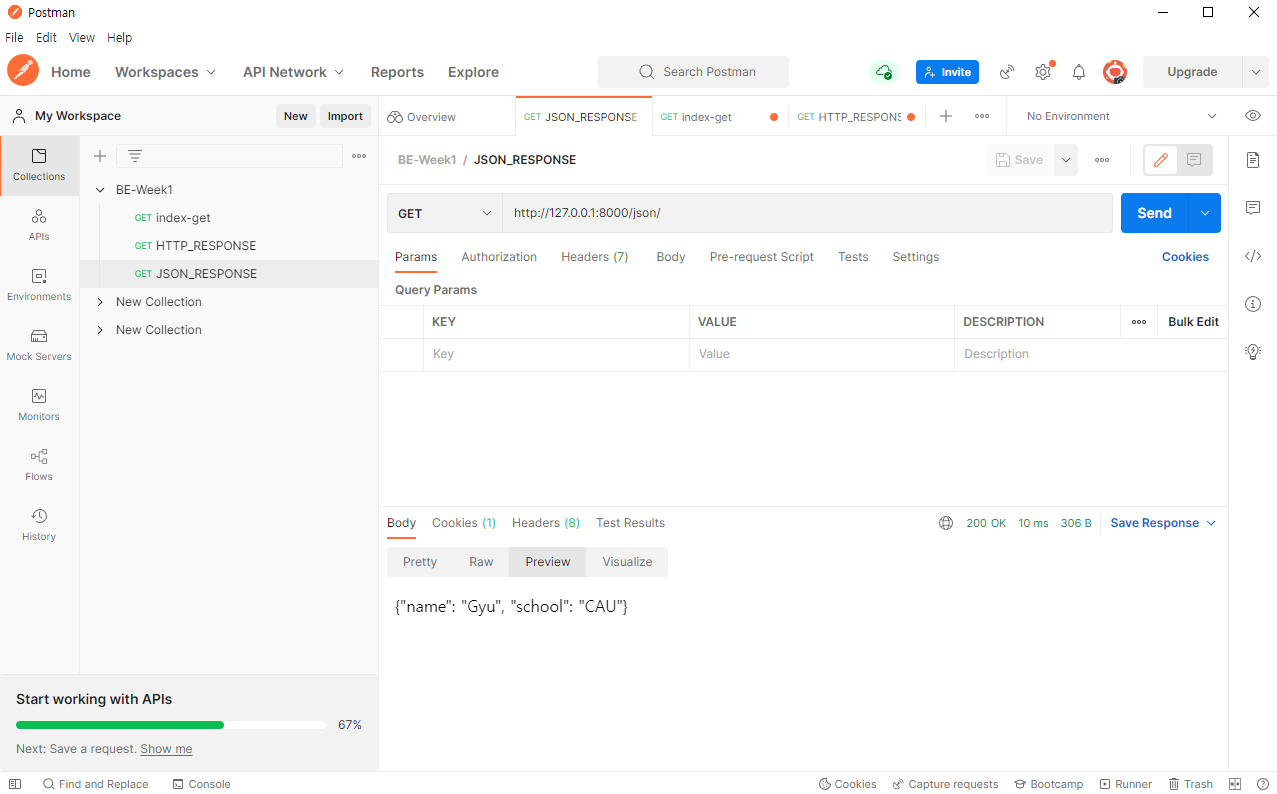 Postman
File Edit View Help
Home Workspaces API Network Reports Explore Search Postman Invite Upgrade
My Workspace New Import Overview GET JSON_RESPONSE GET index-get GET HTTP_RESPONS No Environment
Collections
APIs
Environments
Mock Servers
Monitors
Flows
History
BE-Week1
GET index-get
GET HTTP_RESPONSE
GET JSON_RESPONSE
New Collection
New Collection
BE-Week1 / JSON_RESPONSE Save
GET http://127.0.0.1:8000/json/ Send
Params Authorization Headers (7) Body Pre-request Script Tests Settings Cookies
Query Params
KEY VALUE DESCRIPTION Bulk Edit
Key Value Description
Body Cookies (1) Headers (8) Test Results 200 OK 10 ms 306 B Save Response
Pretty Raw Preview Visualize
{"name": "Gyu", "school": "CAU"}
Start working with APIs
67%
Next: Save a request. Show me
Find and Replace Console Cookies Capture requests Bootcamp Runner Trash